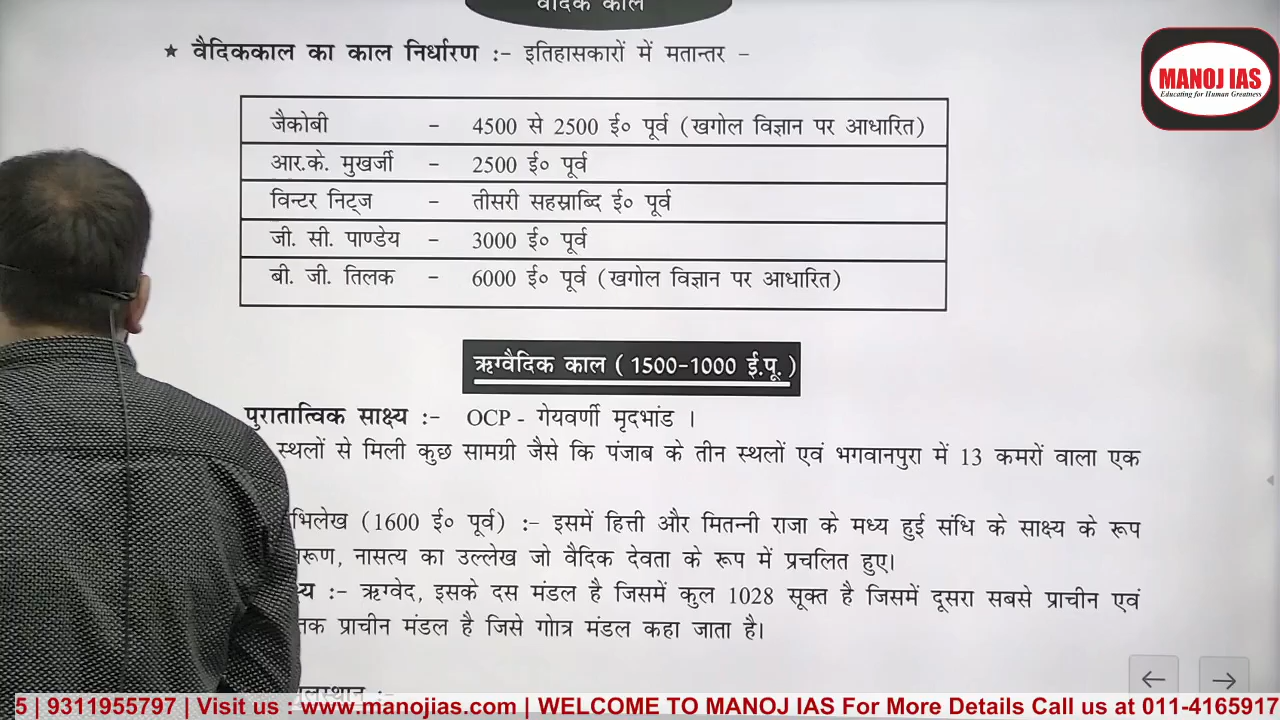 वैदिक काल
★ वैदिककाल का काल निर्धारण :- इतिहासकारों में मतान्तर -
MANOJ IAS
Educating for Human Greatness
जैकोबी - 4500 से 2500 ई० पूर्व (खगोल विज्ञान पर आधारित)
आर.के. मुखर्जी - 2500 ई० पूर्व
विन्टर निट्ज - तीसरी सहस्राब्दि ई० पूर्व
जी. सी. पाण्डेय - 3000 ई० पूर्व
बी. जी. तिलक - 6000 ई० पूर्व (खगोल विज्ञान पर आधारित)
ऋग्वैदिक काल ( 1500-1000 ई.पू. )
पुरातात्विक साक्ष्य :- OCP - गेयवर्णी मृदभांड ।
स्थलों से मिली कुछ सामग्री जैसे कि पंजाब के तीन स्थलों एवं भगवानपुरा में 13 कमरों वाला एक
भिलेख (1600 ई० पूर्व) :- इसमें हित्ती और मितन्नी राजा के मध्य हुई संधि के साक्ष्य के रूप
रूण, नासत्य का उल्लेख जो वैदिक देवता के रूप में प्रचलित हुए।
:- ऋग्वेद, इसके दस मंडल है जिसमें कुल 1028 सूक्त है जिसमें दूसरा सबसे प्राचीन एवं
तक प्राचीन मंडल है जिसे गोात्र मंडल कहा जाता है।
5 | 9311955797 | Visit us : www.manojias.com | WELCOME TO MANOJ IAS For More Details Call us at 011-4165917